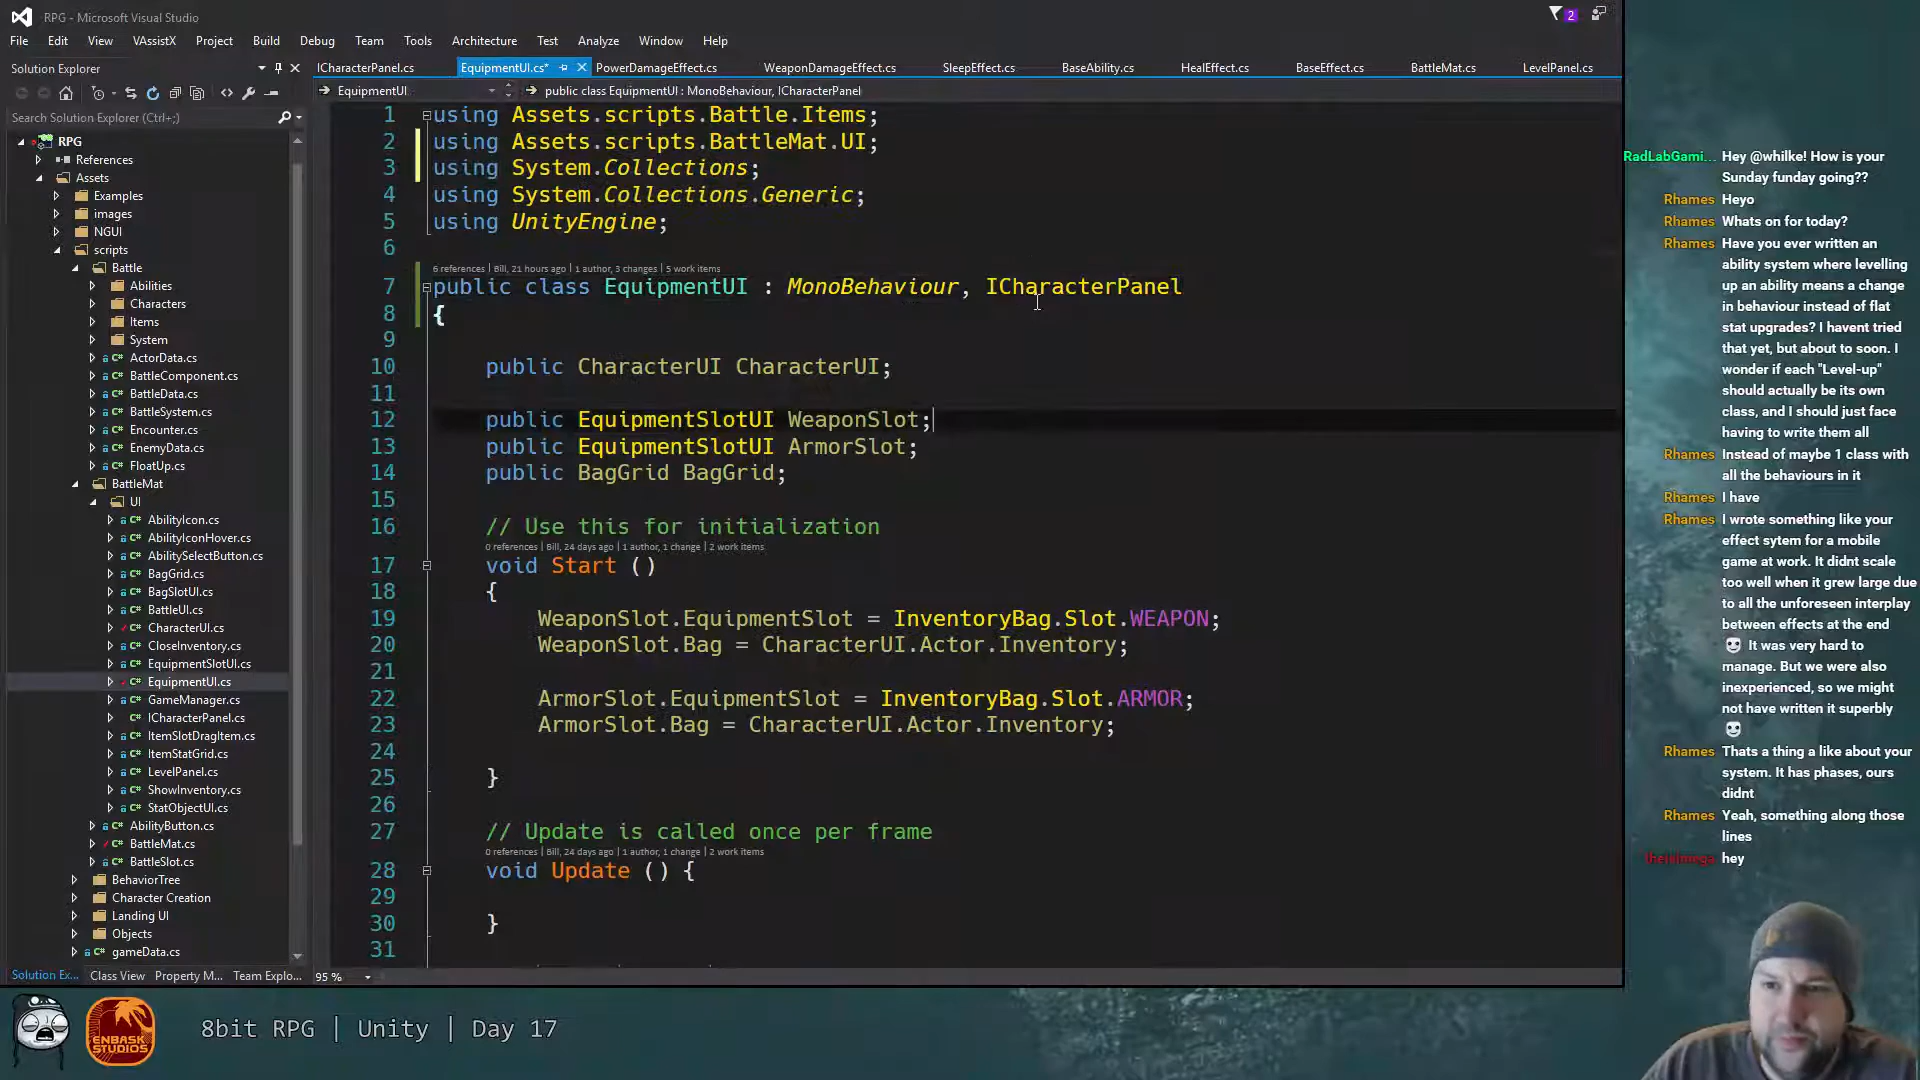 RPG - Microsoft Visual Studio
2
File Edit View VAssistX Project Build Debug Team Tools Architecture Test Analyze Window Help
Solution Explorer
ICharacterPanel.cs EquipmentUI.cs* PowerDamageEffect.cs WeaponDamageEffect.cs SleepEffect.cs BaseAbility.cs HealEffect.cs BaseEffect.cs BattleMat.cs LevelPanel.cs
EquipmentUI public class EquipmentUI : MonoBehaviour, ICharacterPanel
Search Solution Explorer (Ctrl+;)
RPG
References
Assets
Examples
images
NGUI
scripts
Battle
Abilities
Characters
Items
System
ActorData.cs
BattleComponent.cs
BattleData.cs
BattleSystem.cs
Encounter.cs
EnemyData.cs
FloatUp.cs
BattleMat
UI
AbilityIcon.cs
AbilityIconHover.cs
AbilitySelectButton.cs
BagGrid.cs
BagSlotUI.cs
BattleUI.cs
CharacterUI.cs
CloseInventory.cs
EquipmentSlotUI.cs
EquipmentUI.cs
GameManager.cs
ICharacterPanel.cs
ItemSlotDragItem.cs
ItemStatGrid.cs
LevelPanel.cs
ShowInventory.cs
StatObjectUI.cs
AbilityButton.cs
BattleMat.cs
BattleSlot.cs
BehaviorTree
Character Creation
Landing UI
Objects
gameData.cs
Solution Ex... Class View Property M... Team Explo...
1 using Assets.scripts.Battle.Items;
2 using Assets.scripts.BattleMat.UI;
3 using System.Collections;
4 using System.Collections.Generic;
5 using UnityEngine;
6
6 references | Bill, 21 hours ago | 1 author, 3 changes | 5 work items
7 public class EquipmentUI : MonoBehaviour, ICharacterPanel
8 {
9
10 public CharacterUI CharacterUI;
11
12 public EquipmentSlotUI WeaponSlot;
13 public EquipmentSlotUI ArmorSlot;
14 public BagGrid BagGrid;
15
16 // Use this for initialization
0 references | Bill, 24 days ago | 1 author, 1 change | 2 work items
17 void Start ()
18 {
19 WeaponSlot.EquipmentSlot = InventoryBag.Slot.WEAPON;
20 WeaponSlot.Bag = CharacterUI.Actor.Inventory;
21
22 ArmorSlot.EquipmentSlot = InventoryBag.Slot.ARMOR;
23 ArmorSlot.Bag = CharacterUI.Actor.Inventory;
24
25 }
26
27 // Update is called once per frame
0 references | Bill, 24 days ago | 1 author, 1 change | 2 work items
28 void Update () {
29
30 }
31
95 %
RadLabGami... Hey @whilke! How is your
Sunday funday going??
Rhames Heyo
Rhames Whats on for today?
Rhames Have you ever written an
ability system where levelling
up an ability means a change
in behaviour instead of flat
stat upgrades? I havent tried
that yet, but about to soon. I
wonder if each "Level-up"
should actually be its own
class, and I should just face
having to write them all
Rhames Instead of maybe 1 class with
all the behaviours in it
Rhames I have
Rhames I wrote something like your
effect sytem for a mobile
game at work. It didnt scale
too well when it grew large due
to all the unforeseen interplay
between effects at the end
It was very hard to
manage. But we were also
inexperienced, so we might
not have written it superbly
Rhames Thats a thing a like about your
system. It has phases, ours
didnt
Rhames Yeah, something along those
lines
hey
ENBASK
STUDIOS
8bit RPG | Unity | Day 17